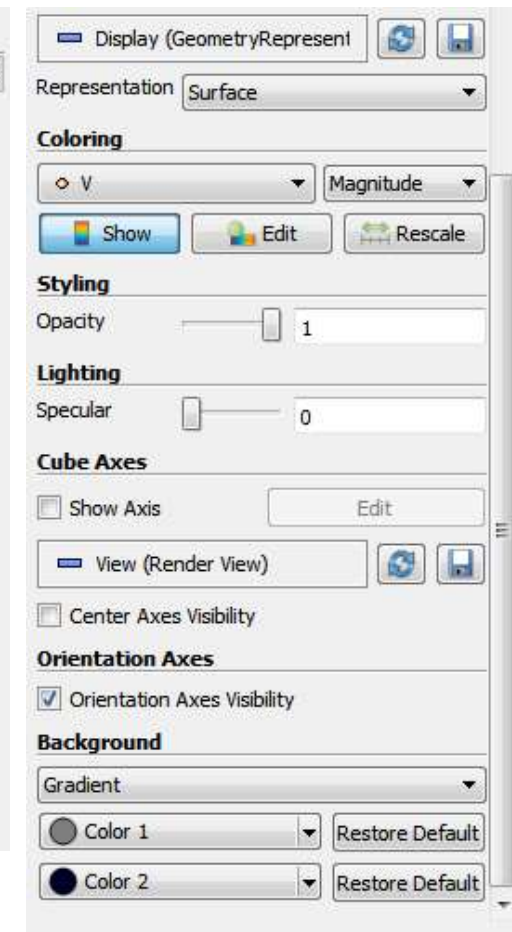 Display (GeometryRepresent
Representation Surface
Coloring
V Magnitude
Show Edit Rescale
Styling
Opacity 1
Lighting
Specular 0
Cube Axes
Show Axis Edit
View (Render View)
Center Axes Visibility
Orientation Axes
Orientation Axes Visibility
Background
Gradient
Color 1 Restore Default
Color 2 Restore Default